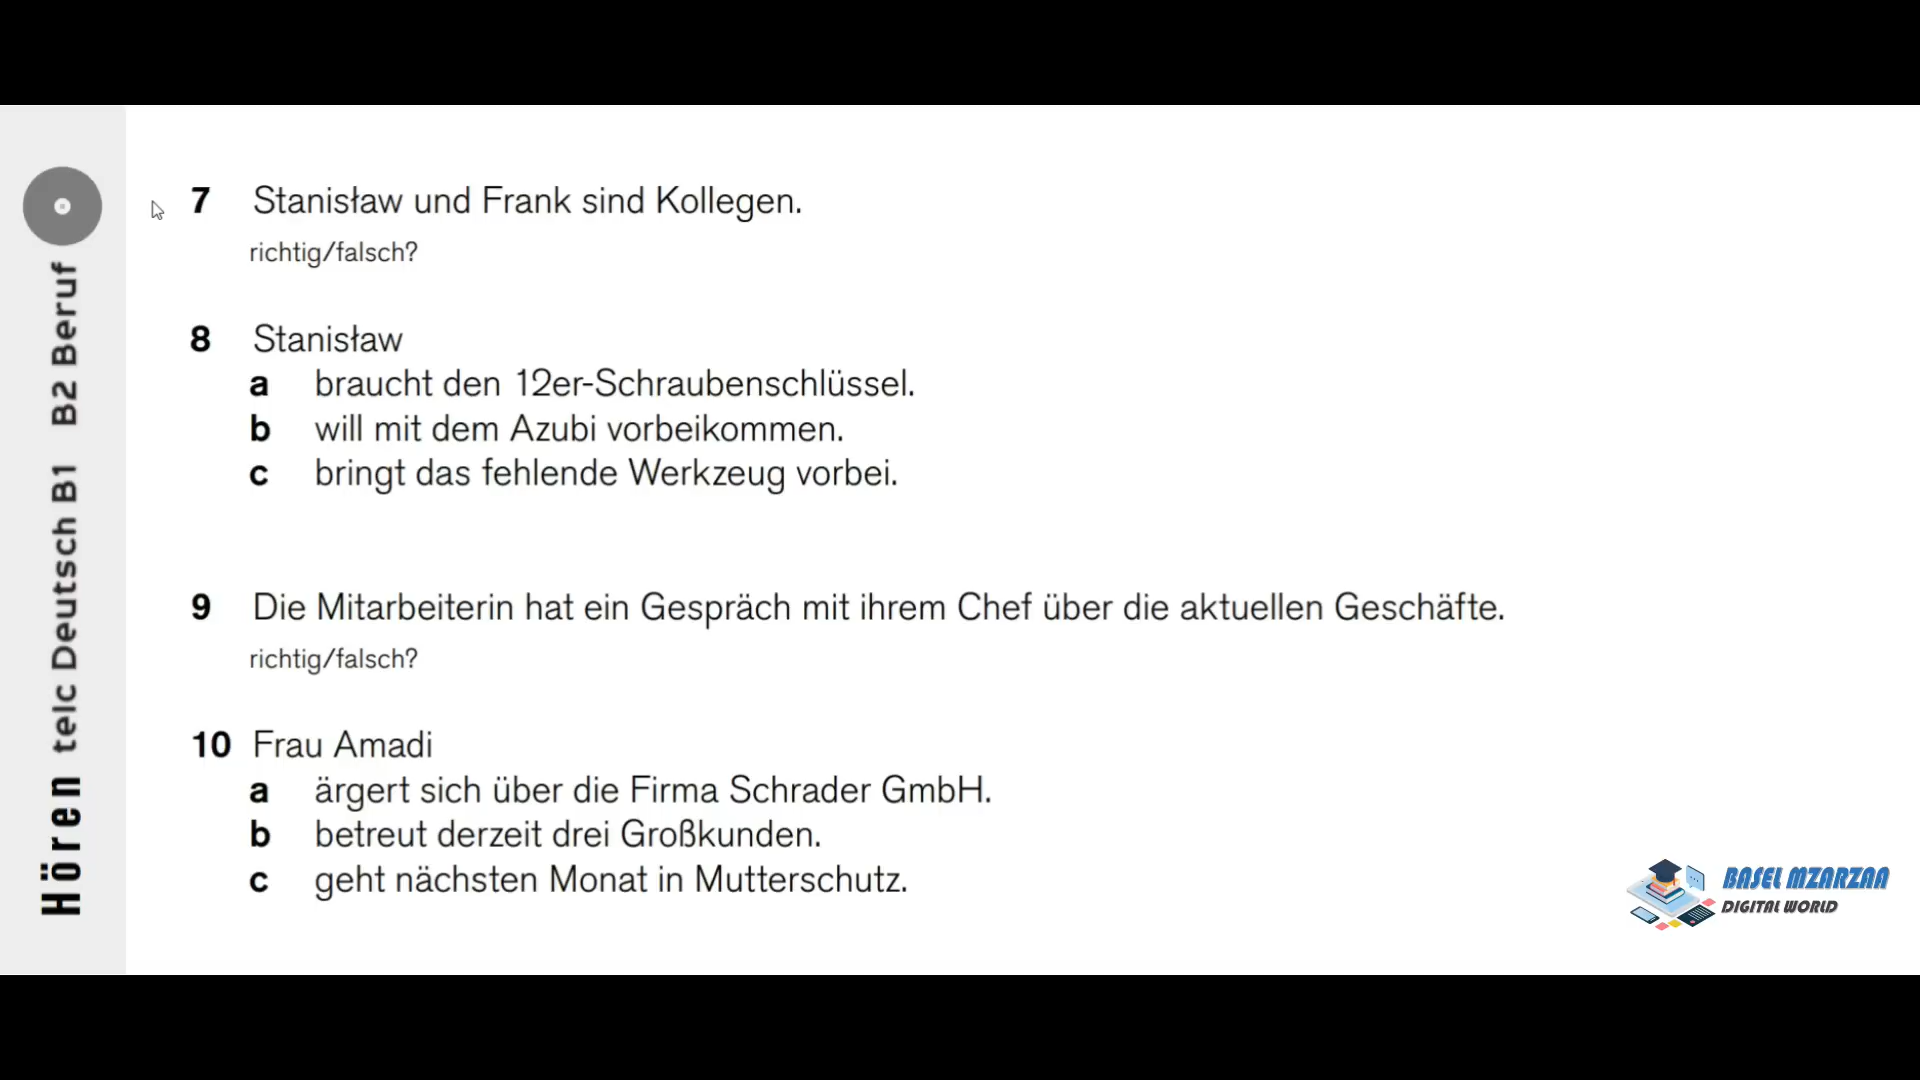 7 Stanisław und Frank sind Kollegen.
richtig/falsch?
8 Stanisław
a braucht den 12er-Schraubenschlüssel.
b will mit dem Azubi vorbeikommen.
c bringt das fehlende Werkzeug vorbei.
9 Die Mitarbeiterin hat ein Gespräch mit ihrem Chef über die aktuellen Geschäfte.
richtig/falsch?
10 Frau Amadi
a ärgert sich über die Firma Schrader GmbH.
b betreut derzeit drei Großkunden.
c geht nächsten Monat in Mutterschutz.
Hören telc Deutsch B1 B2 Beruf
BASEL MZARZAA
DIGITAL WORLD